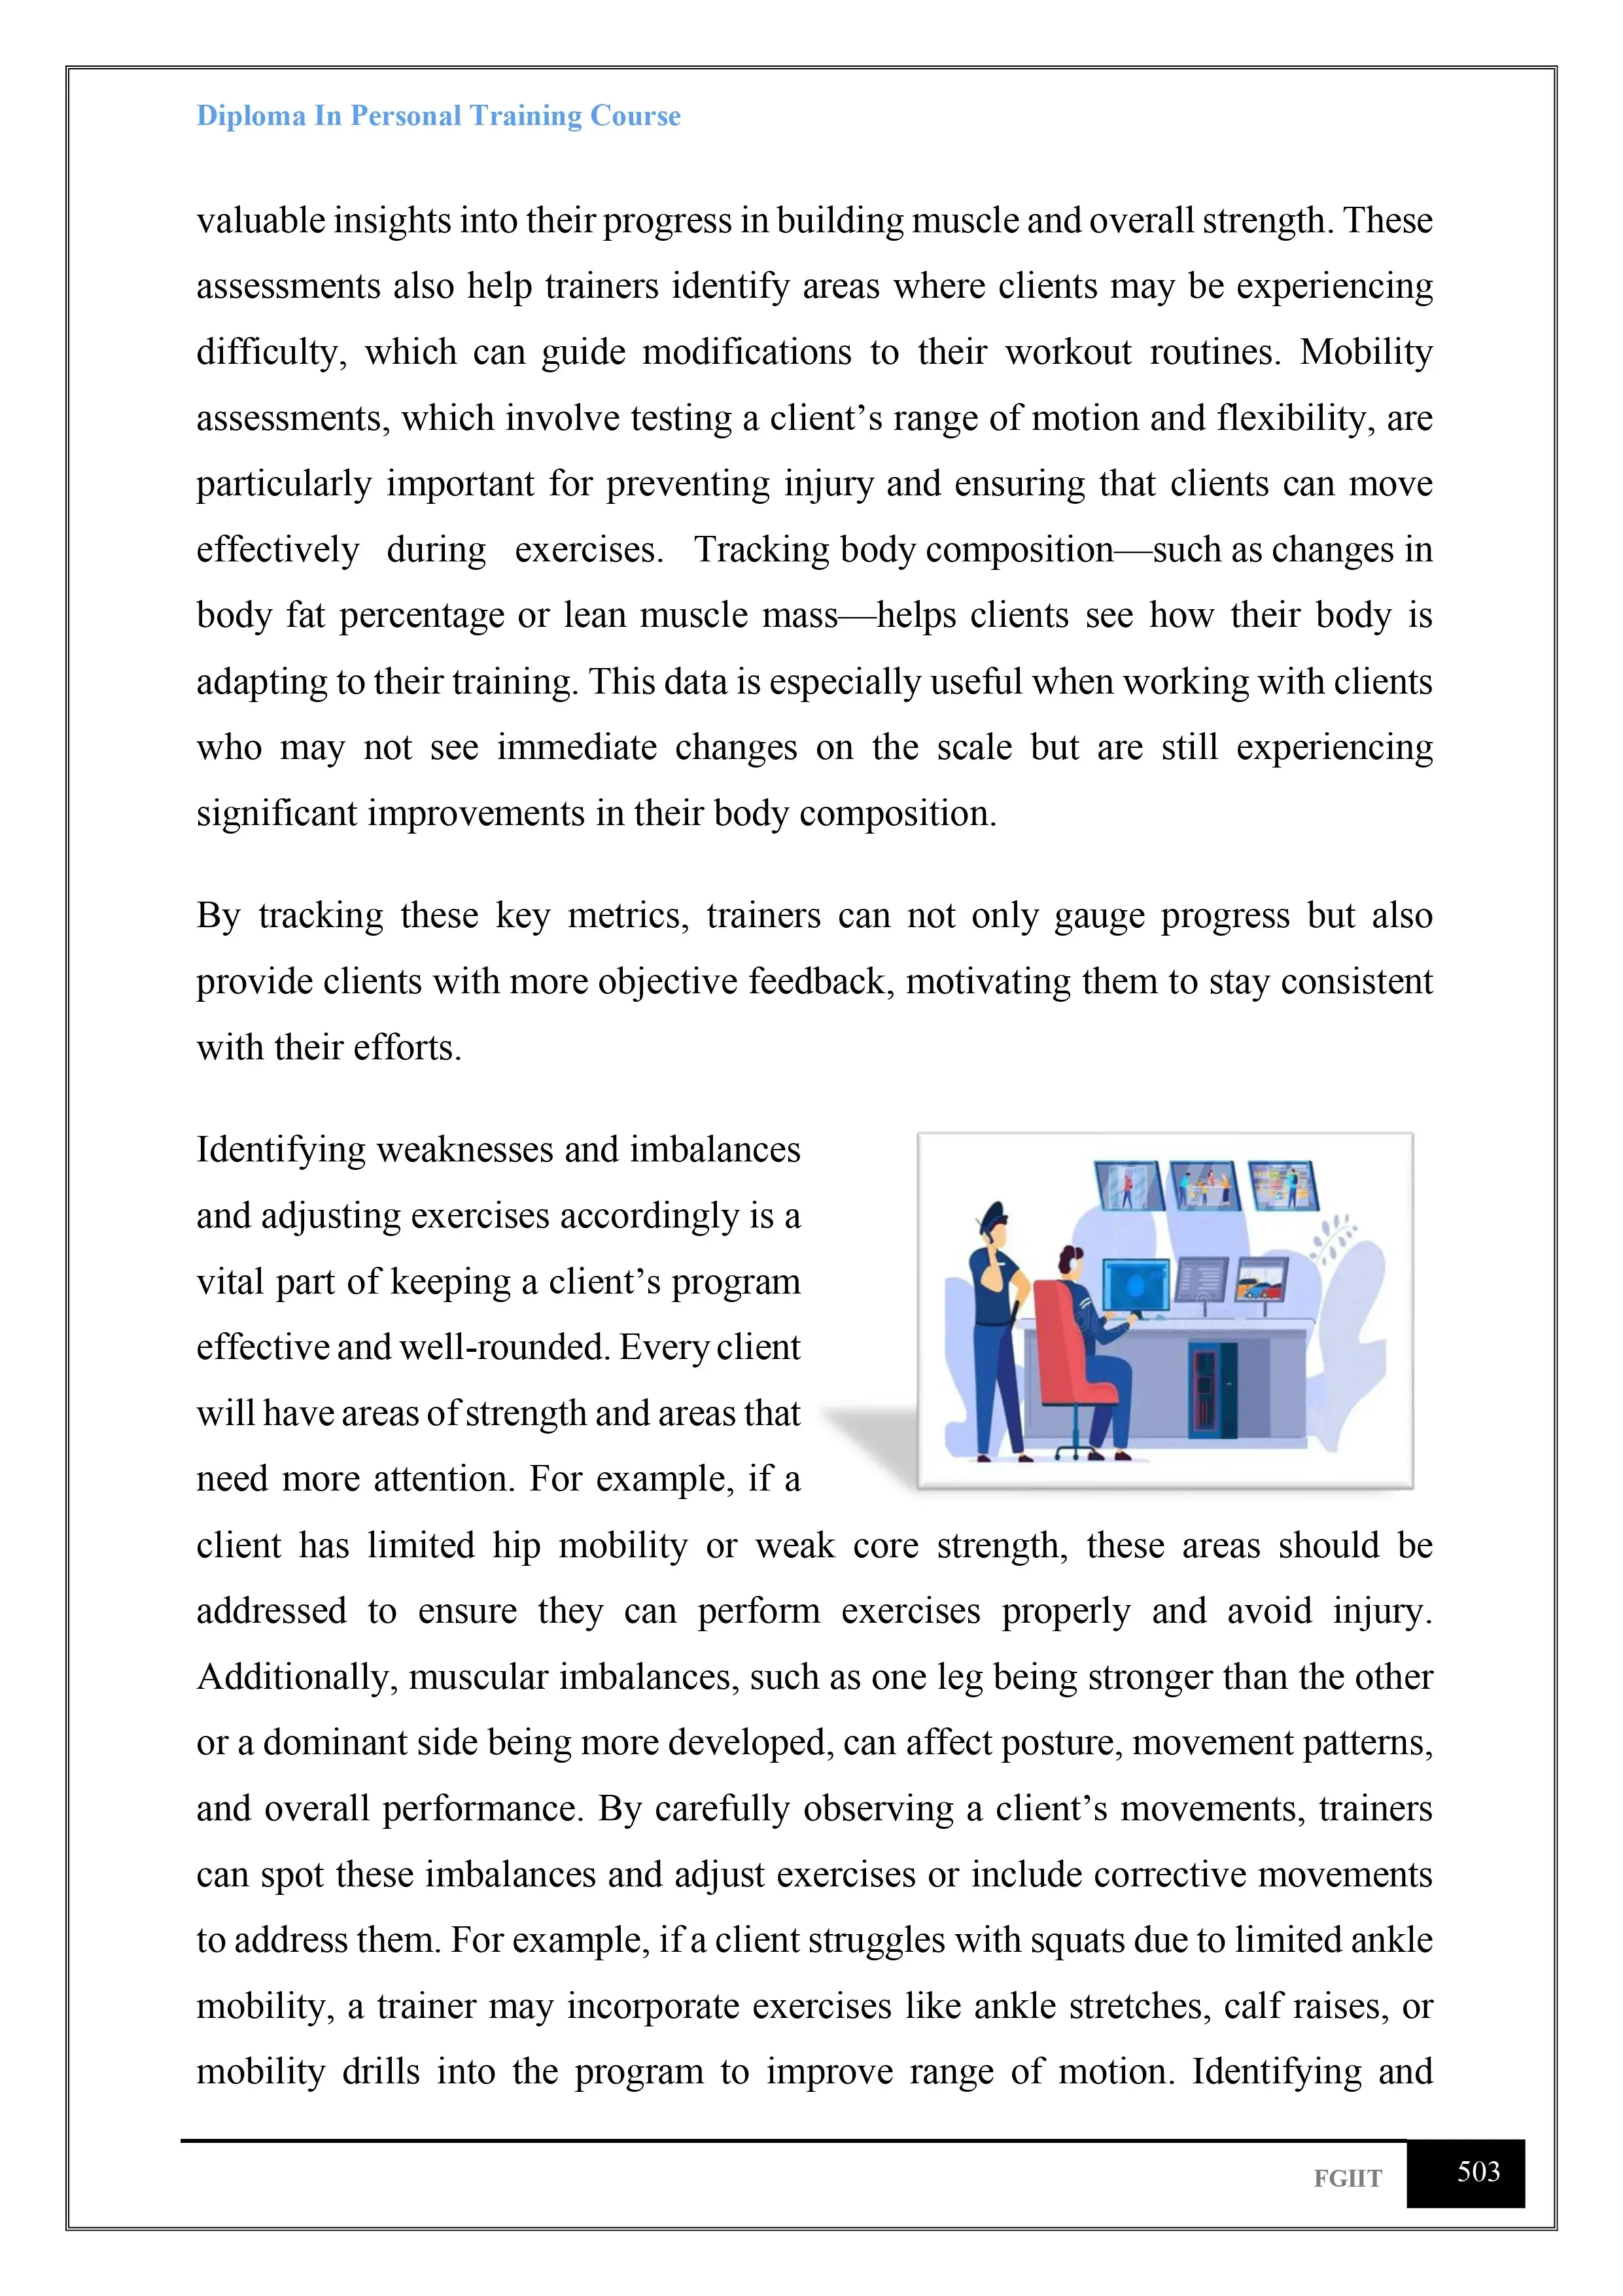 Diploma In Personal Training Course
valuable insights into their progress in building muscle and overall strength. These
assessments also help trainers identify areas where clients may be experiencing
difficulty, which can guide modifications to their workout routines. Mobility
assessments, which involve testing a client’s range of motion and flexibility, are
particularly important for preventing injury and ensuring that clients can move
effectively during exercises. Tracking body composition—such as changes in
body fat percentage or lean muscle mass—helps clients see how their body is
adapting to their training. This data is especially useful when working with clients
who may not see immediate changes on the scale but are still experiencing
significant improvements in their body composition.
By tracking these key metrics, trainers can not only gauge progress but also
provide clients with more objective feedback, motivating them to stay consistent
with their efforts.
Identifying weaknesses and imbalances
and adjusting exercises accordingly is a
vital part of keeping a client’s program
effective and well-rounded. Every client
will have areas of strength and areas that
need more attention. For example, if a
client has limited hip mobility or weak core strength, these areas should be
addressed to ensure they can perform exercises properly and avoid injury.
Additionally, muscular imbalances, such as one leg being stronger than the other
or a dominant side being more developed, can affect posture, movement patterns,
and overall performance. By carefully observing a client’s movements, trainers
can spot these imbalances and adjust exercises or include corrective movements
to address them. For example, if a client struggles with squats due to limited ankle
mobility, a trainer may incorporate exercises like ankle stretches, calf raises, or
mobility drills into the program to improve range of motion. Identifying and
FGIIT
503